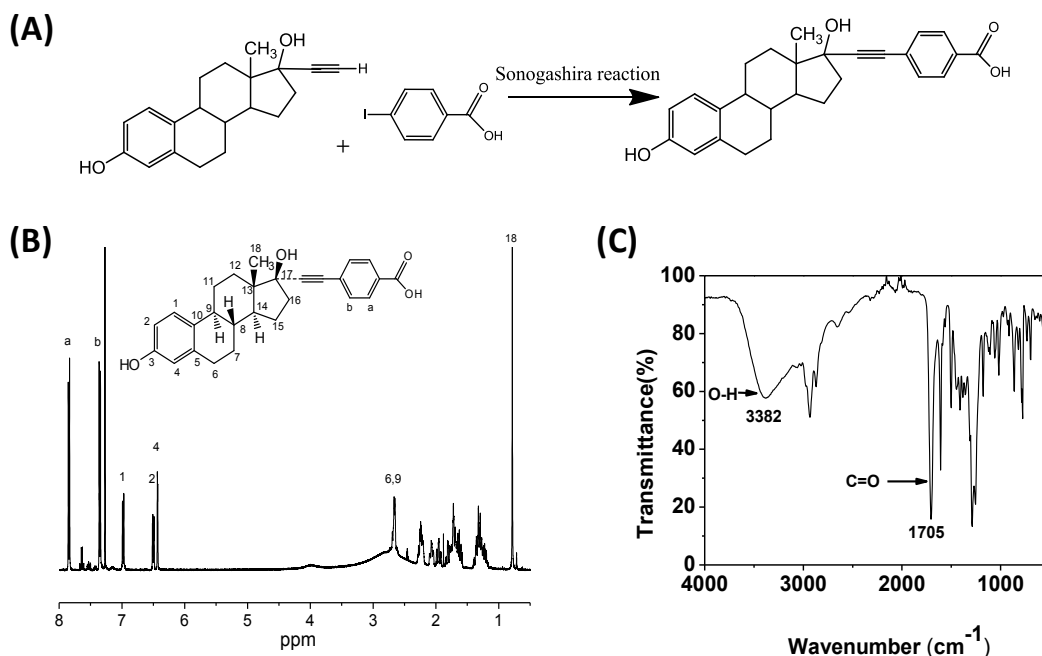 (A)
CH3
OH
H
HO
+
I
O
OH
Sonogashira reaction
CH3
OH
O
OH
HO
(B)
18
CH3
OH
O
OH
12
17
11
13
16
1
9
H
14
b
a
2
10
8
15
H
H
3
5
7
HO
4
6
a
b
1
2
4
6,9
18
8
7
6
5
4
3
2
1
ppm
(C)
100
80
60
40
20
0
Transmittance(%)
O-H
3382
C=O
1705
4000
3000
2000
1000
Wavenumber (cm-1)